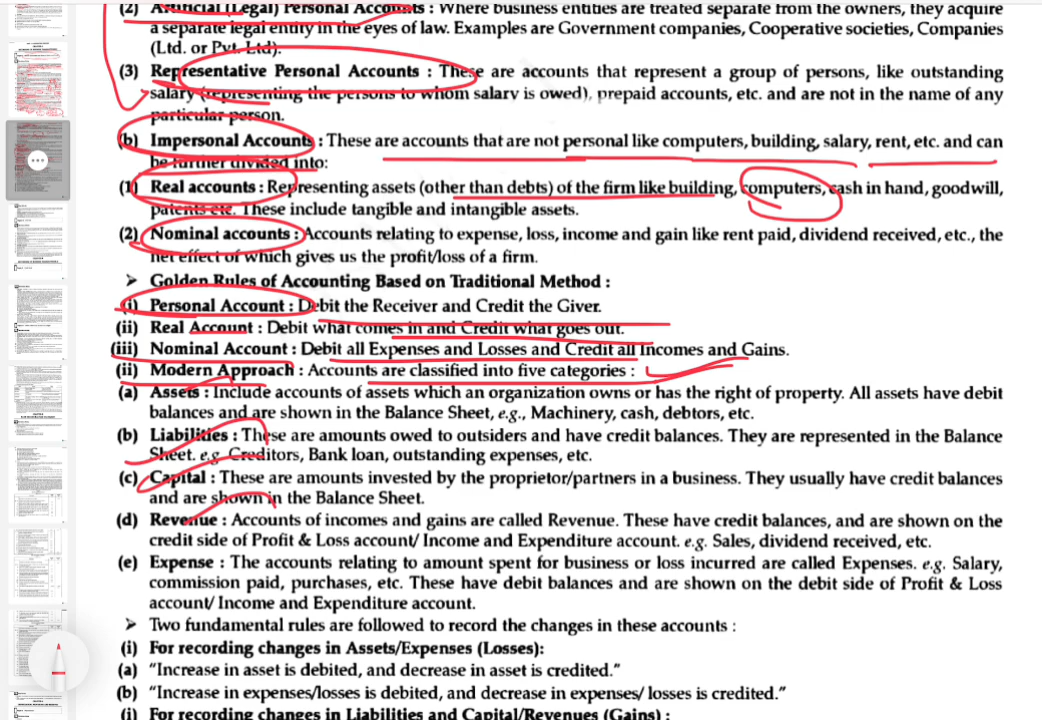 (2) Artificial (Legal) Personal Accounts : Where business entities are treated separate from the owners, they acquire
a separate legal entity in the eyes of law. Examples are Government companies, Cooperative societies, Companies
(Ltd. or Pvt. Ltd).
(3) Representative Personal Accounts : These are accounts that represent a group of persons, like outstanding
salary (representing the persons to whom salary is owed), prepaid accounts, etc. and are not in the name of any
particular person.
(b) Impersonal Accounts : These are accounts that are not personal like computers, building, salary, rent, etc. and can
be further divided into:
(1) Real accounts : Representing assets (other than debts) of the firm like building, computers, cash in hand, goodwill,
patents etc. These include tangible and intangible assets.
(2) Nominal accounts : Accounts relating to expense, loss, income and gain like rent paid, dividend received, etc., the
net effect of which gives us the profit/loss of a firm.
➤ Golden Rules of Accounting Based on Traditional Method :
(i) Personal Account : Debit the Receiver and Credit the Giver.
(ii) Real Account : Debit what comes in and Credit what goes out.
(iii) Nominal Account : Debit all Expenses and Losses and Credit all Incomes and Gains.
(ii) Modern Approach : Accounts are classified into five categories :
(a) Assets : Include accounts of assets which an organization owns or has the right of property. All assets have debit
balances and are shown in the Balance Sheet, e.g., Machinery, cash, debtors, etc.
(b) Liabilities : These are amounts owed to outsiders and have credit balances. They are represented in the Balance
Sheet. e.g. Creditors, Bank loan, outstanding expenses, etc.
(c) Capital : These are amounts invested by the proprietor/partners in a business. They usually have credit balances
and are shown in the Balance Sheet.
(d) Revenue : Accounts of incomes and gains are called Revenue. These have credit balances, and are shown on the
credit side of Profit & Loss account/ Income and Expenditure account. e.g. Sales, dividend received, etc.
(e) Expense : The accounts relating to amount spent for business or loss incurred are called Expenses. e.g. Salary,
commission paid, purchases, etc. These have debit balances and are shown on the debit side of Profit & Loss
account/ Income and Expenditure account.
➤ Two fundamental rules are followed to record the changes in these accounts :
(i) For recording changes in Assets/Expenses (Losses):
(a) “Increase in asset is debited, and decrease in asset is credited.”
(b) “Increase in expenses/losses is debited, and decrease in expenses/ losses is credited.”
(i) For recording changes in Liabilities and Capital/Revenues (Gains) :